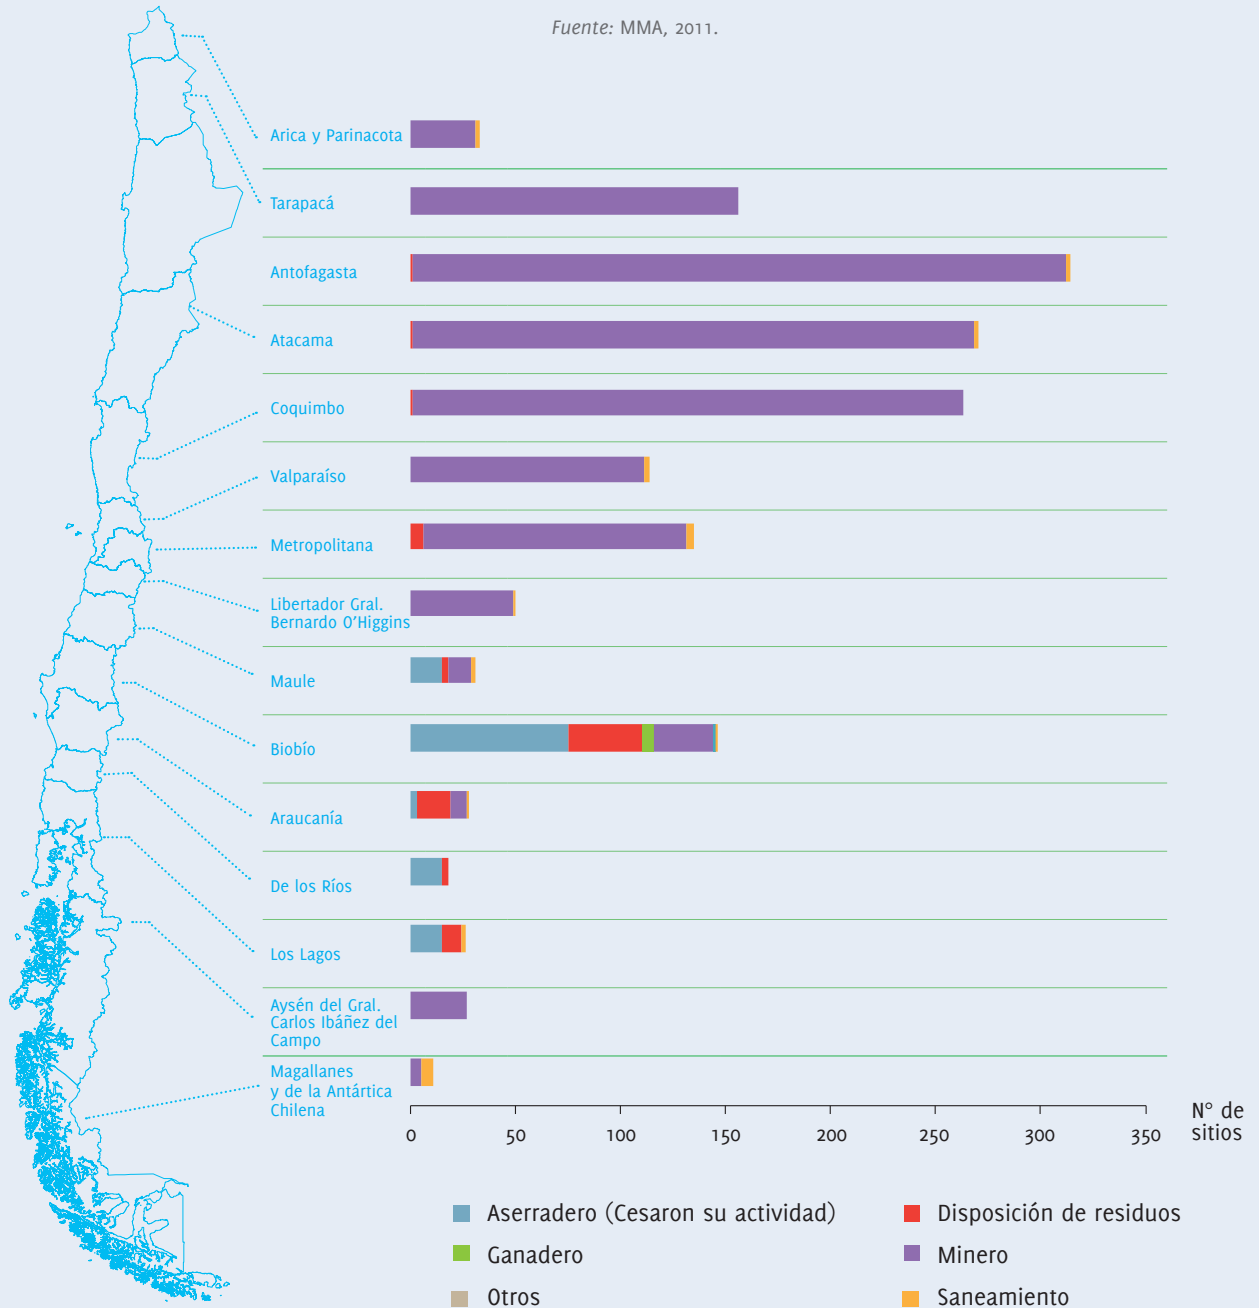 Fuente: MMA, 2011.
Arica y Parinacota
Tarapacá
Antofagasta
Atacama
Coquimbo
Valparaíso
Metropolitana
Libertador Gral.
Bernardo O'Higgins
Maule
Biobío
Araucanía
De los Ríos
Los Lagos
Aysén del Gral.
Carlos Ibáñez del
Campo
Magallanes
y de la Antártica
Chilena
0 50 100 150 200 250 300 350
N° de
sitios
Aserradero (Cesaron su actividad)
Disposición de residuos
Ganadero
Minero
Otros
Saneamiento